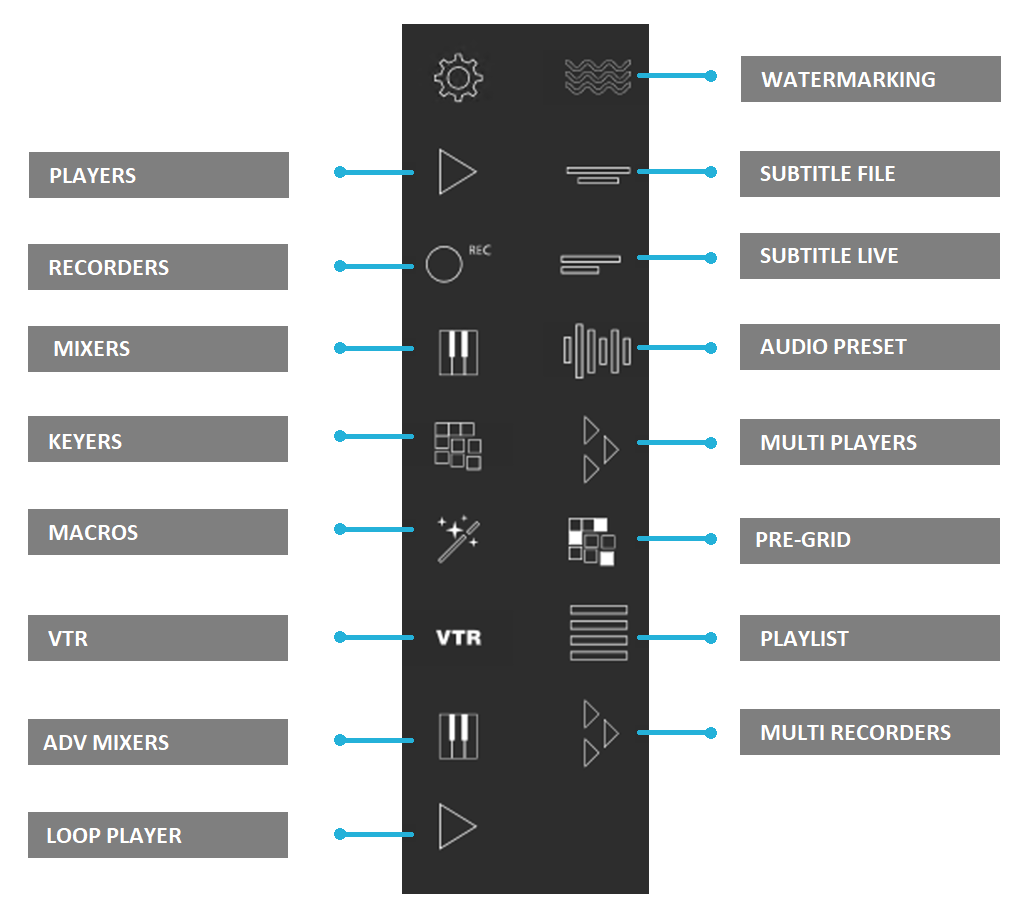 WATERMARKING
PLAYERS
SUBTITLE FILE
RECORDERS
REC
SUBTITLE LIVE
MIXERS
AUDIO PRESET
KEYERS
MULTI PLAYERS
MACROS
PRE-GRID
VTR
VTR
PLAYLIST
ADV MIXERS
MULTI RECORDERS
LOOP PLAYER